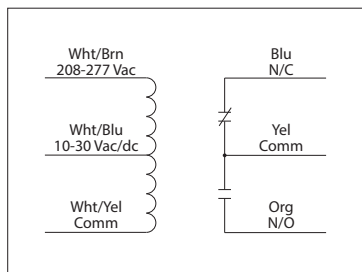 Wht/Brn
208-277 Vac
Wht/Blu
10-30 Vac/dc
Wht/Yel
Comm
Blu
N/C
Yel
Comm
Org
N/O